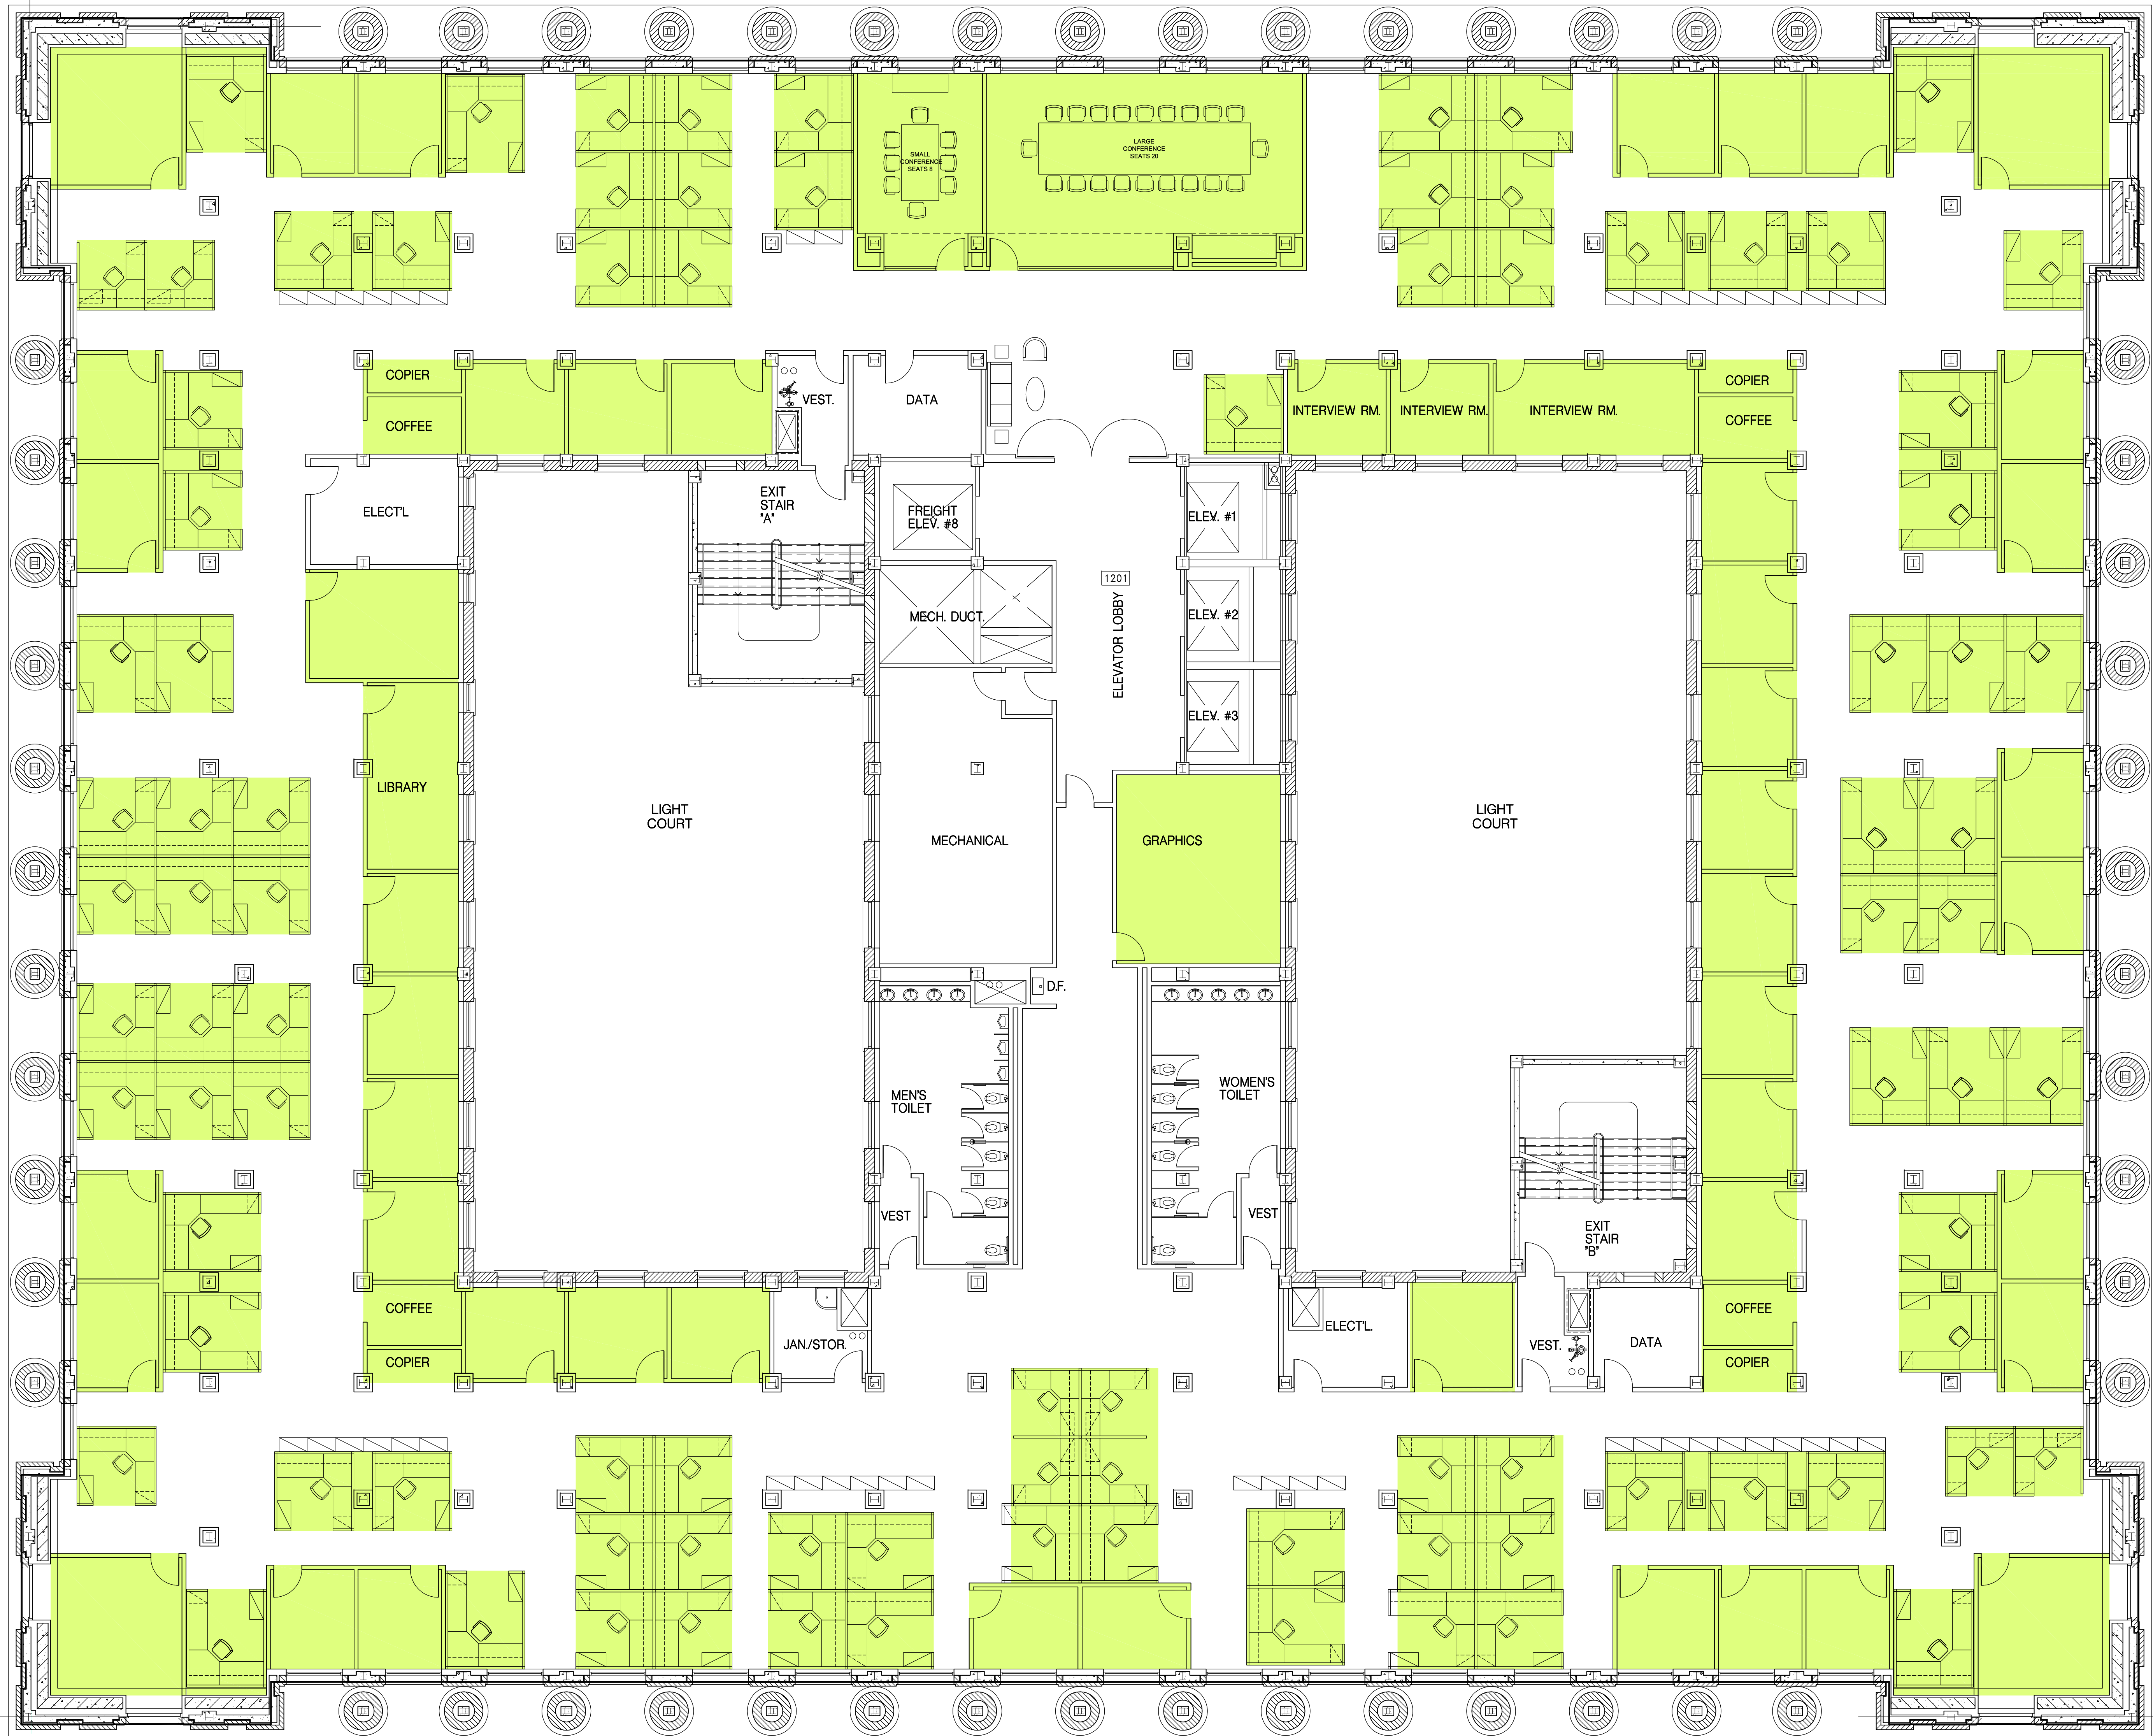 SMALL
CONFERENCE
SEATS 8
LARGE
CONFERENCE
SEATS 20
COPIER
COFFEE
VEST.
DATA
INTERVIEW RM.
INTERVIEW RM.
INTERVIEW RM.
COPIER
COFFEE
ELECT'L
EXIT
STAIR
"A"
FREIGHT
ELEV. #8
ELEV. #1
1201
ELEVATOR LOBBY
MECH. DUCT.
ELEV. #2
ELEV. #3
LIBRARY
LIGHT
COURT
MECHANICAL
GRAPHICS
LIGHT
COURT
D.F.
MEN'S
TOILET
WOMEN'S
TOILET
VEST
VEST
EXIT
STAIR
"B"
COFFEE
COPIER
JAN./STOR.
ELECT'L.
VEST.
DATA
COFFEE
COPIER